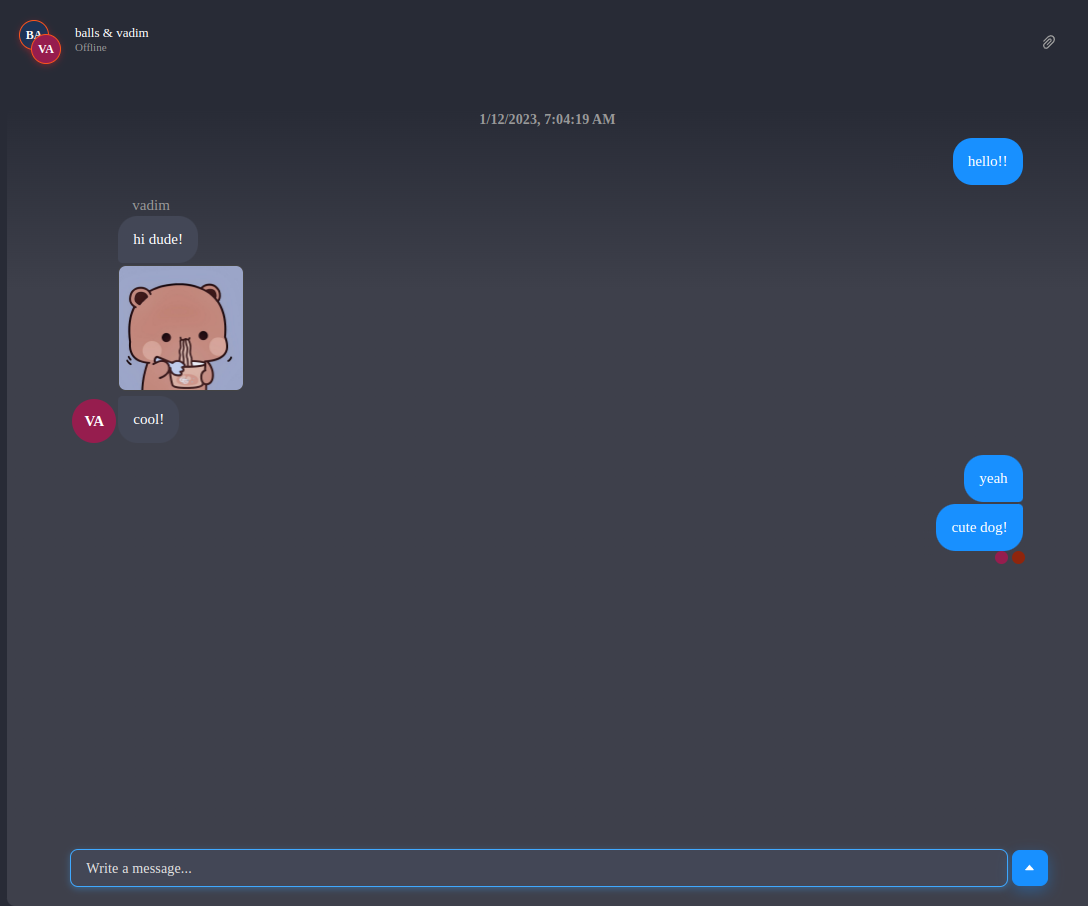 BA
VA
balls & vadim
Offline
1/12/2023, 7:04:19 AM
hello!!
vadim
hi dude!
VA
cool!
yeah
cute dog!
Write a message...